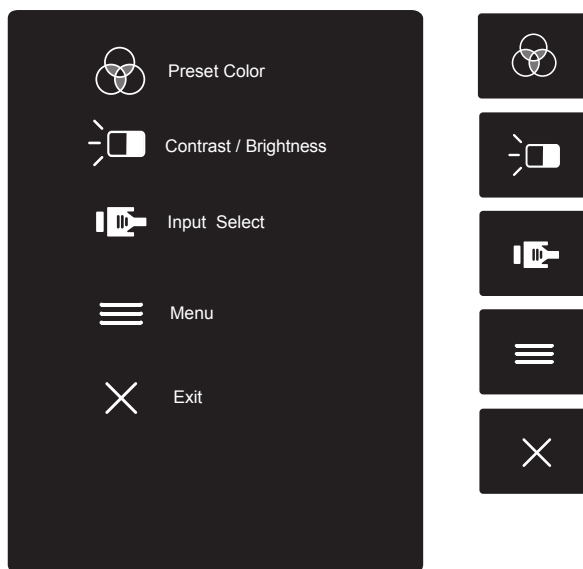 Preset Color
Contrast / Brightness
Input Select
Menu
Exit